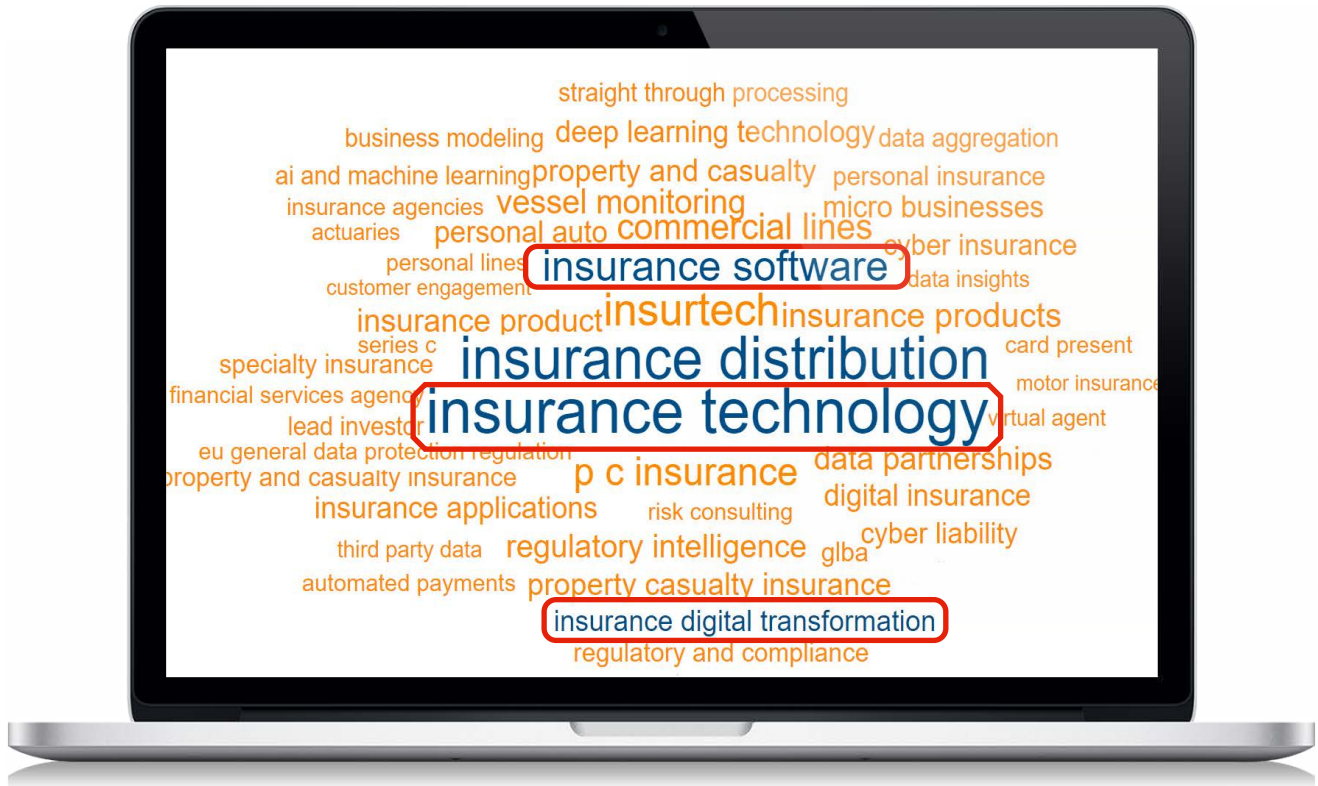 straight through processing
business modeling deep learning technology data aggregation
ai and machine learning property and casualty personal insurance
insurance agencies vessel monitoring micro businesses
actuaries personal auto commercial lines
cyber insurance
personal lines insurance software
customer engagement data insights
insurance product insurtech insurance products
series c insurance distribution card present
specialty insurance
financial services agency motor insurance
lead investor insurance technology virtual agent
eu general data protection regulation
property and casualty insurance p c insurance data partnerships
insurance applications risk consulting digital insurance
third party data regulatory intelligence glba cyber liability
automated payments property casualty insurance
insurance digital transformation
regulatory and compliance